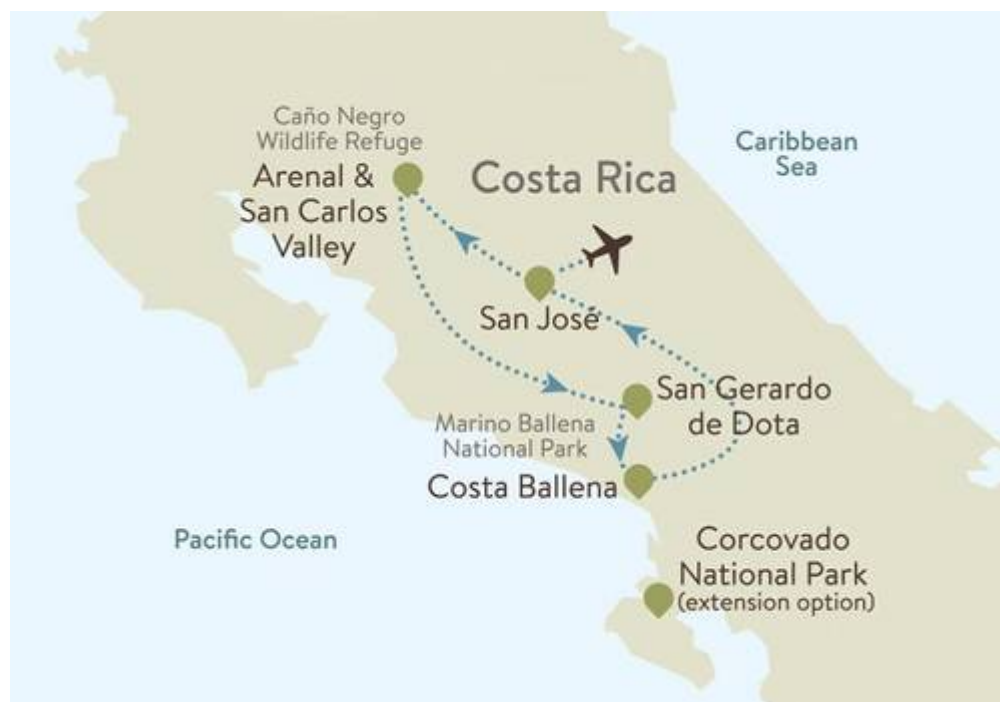 Caño Negro
Wildlife Refuge
Arenal &
San Carlos
Valley
Costa Rica
Caribbean
Sea
San José
San Gerardo
de Dota
Marino Ballena
National Park
Costa Ballena
Pacific Ocean
Corcovado
National Park
(extension option)